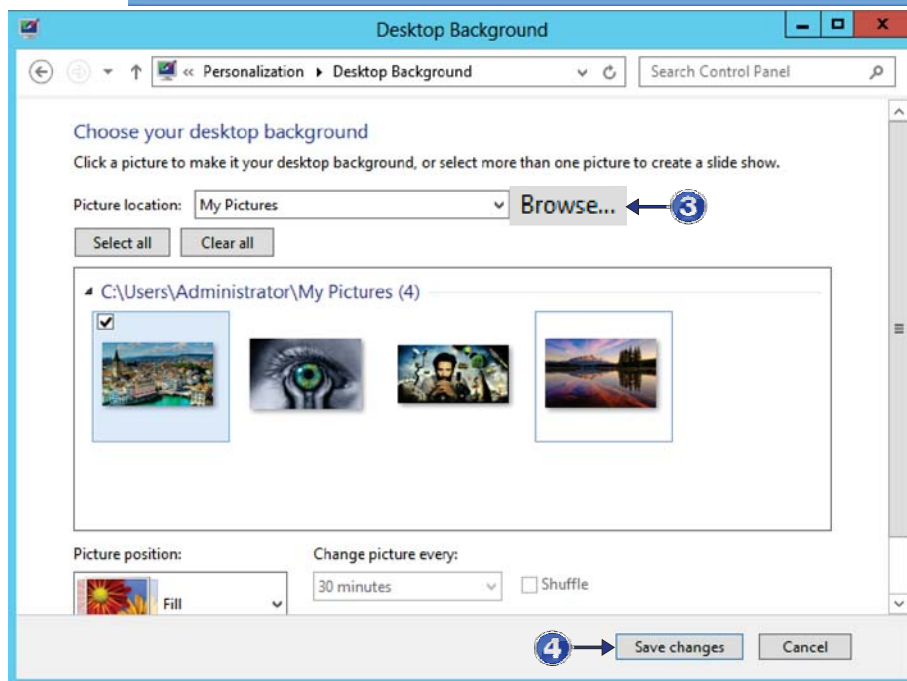 Desktop Background
« Personalization ▸ Desktop Background
Search Control Panel
Choose your desktop background
Click a picture to make it your desktop background, or select more than one picture to create a slide show.
Picture location: My Pictures Browse... 3
Select all Clear all
C:\Users\Administrator\My Pictures (4)
Picture position: Change picture every:
Fill 30 minutes Shuffle
4 Save changes Cancel